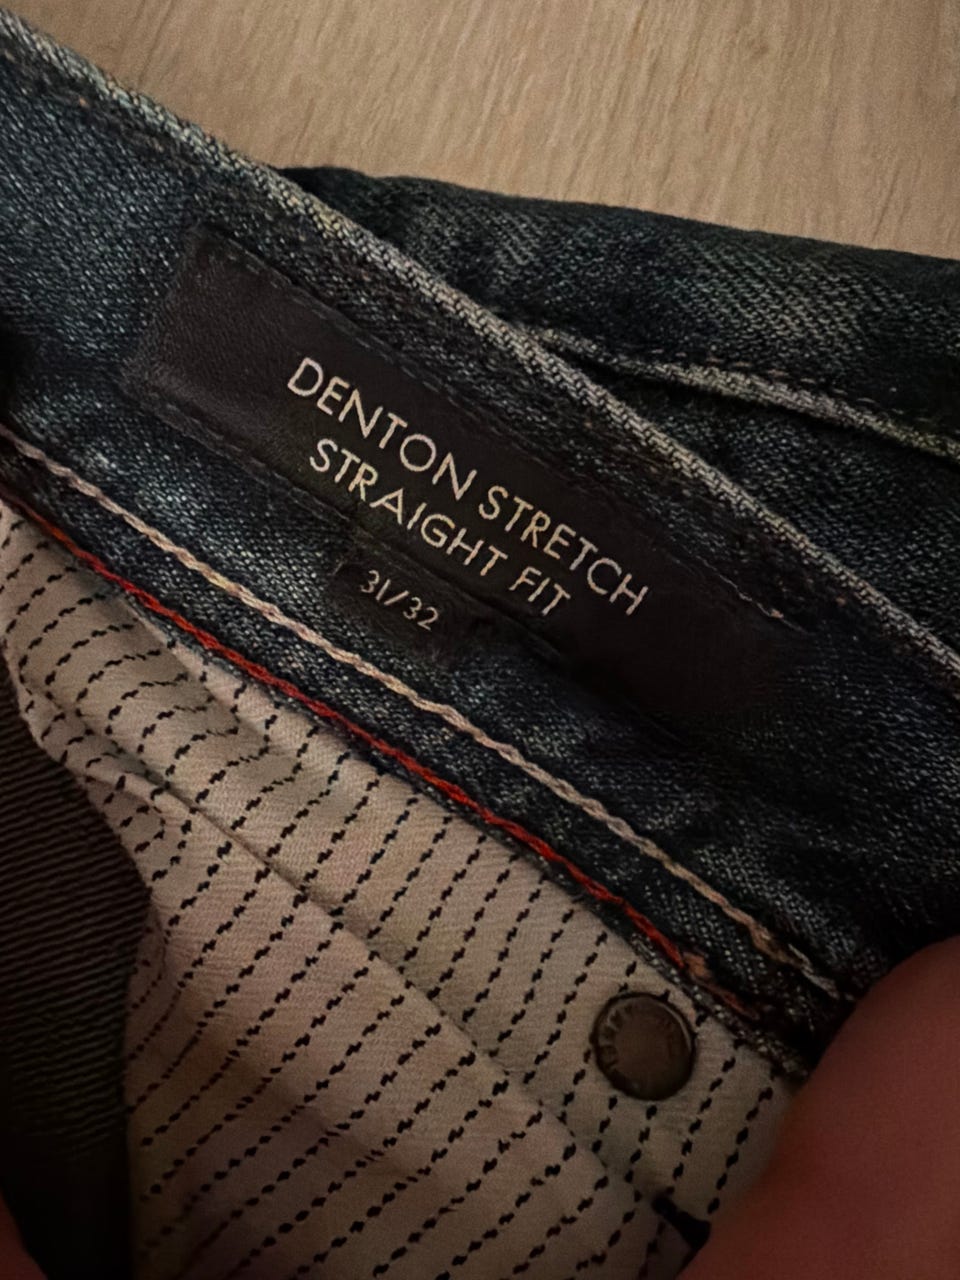 DENTON STRETCH
STRAIGHT FIT
31/32